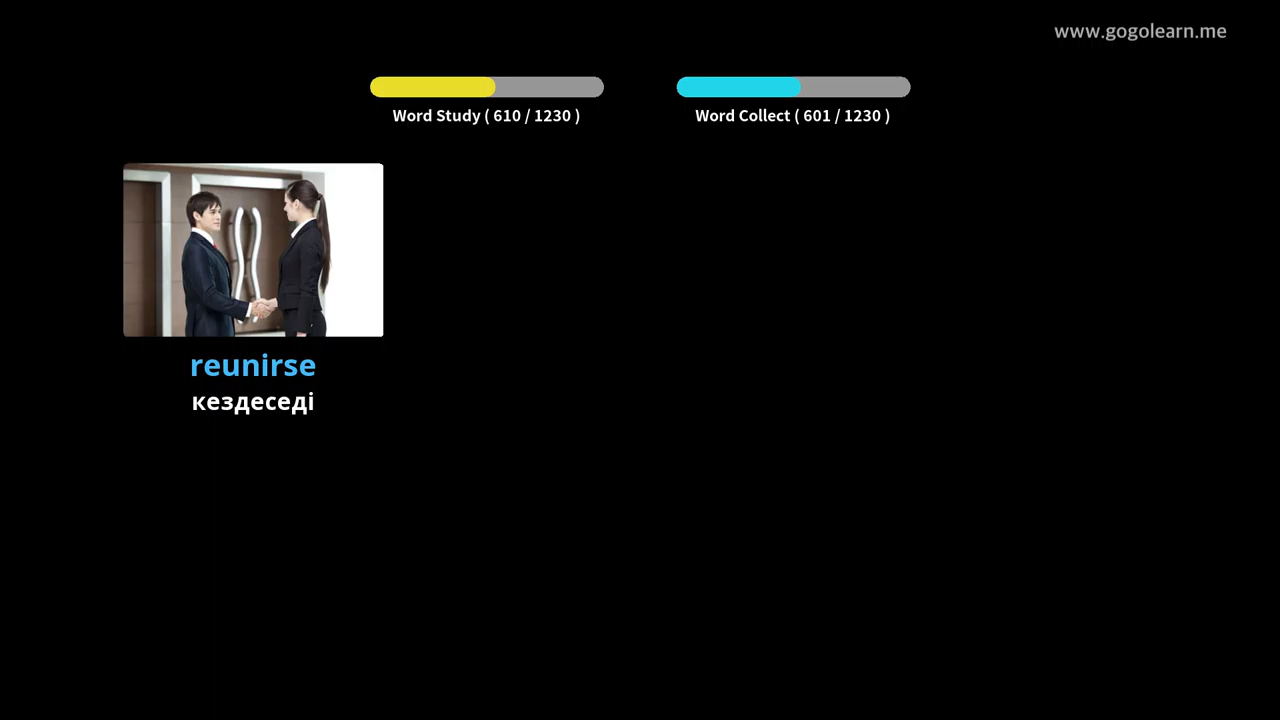 www.gogolearn.me
Word Study ( 610 / 1230 )
Word Collect ( 601 / 1230 )
reunirse
кездеседі